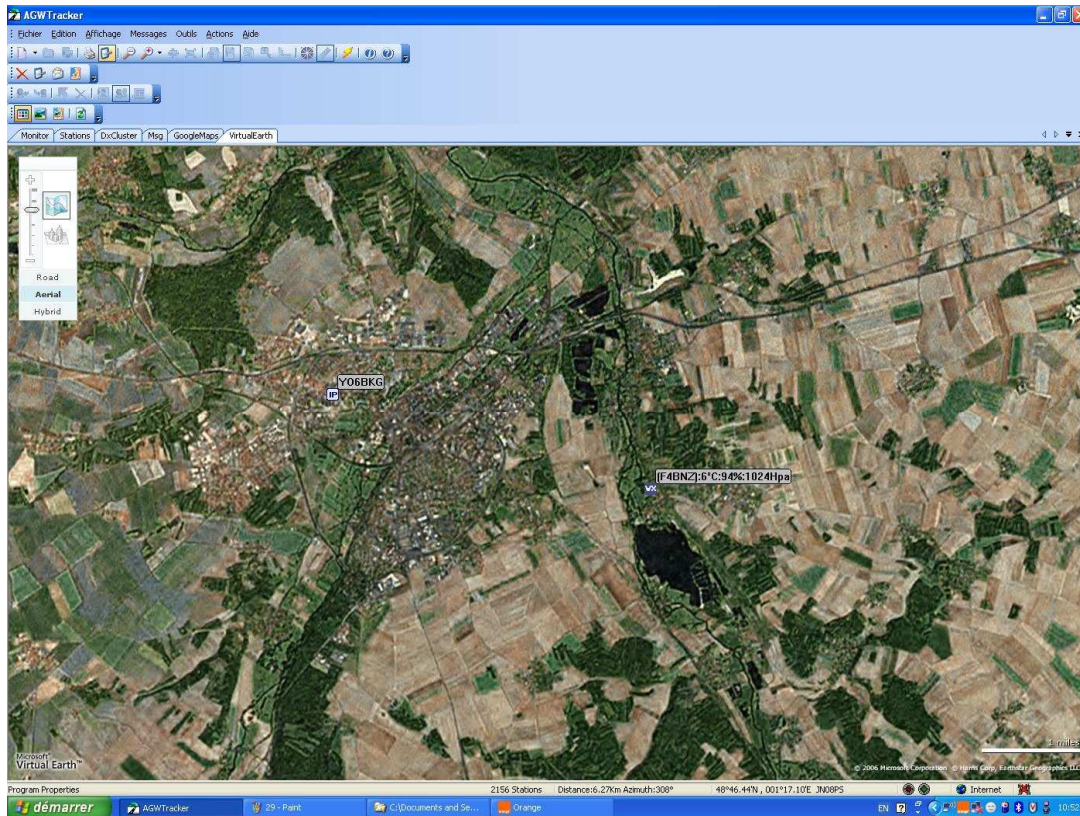 AGWTracker
Fichier Edition Affichage Messages Outils Actions Aide
Monitor Stations DxCluster Msg GoogleMaps VirtualEarth
Road
Aerial
Hybrid
YO6BKG
IP
[F4BNZ]:6°C:94%:1024Hpa
WX
1 miles
Microsoft®
Virtual Earth™
© 2006 Microsoft Corporation © Harris Corp, Earthstar Geographics LLC
Program Properties 2156 Stations Distance:6.27Km Azimuth:308° 48°46.44'N , 001°17.10'E JN08PS Internet
démarrer AGWTracker 29 - Paint C:\Documents and Se... Orange EN 10:52